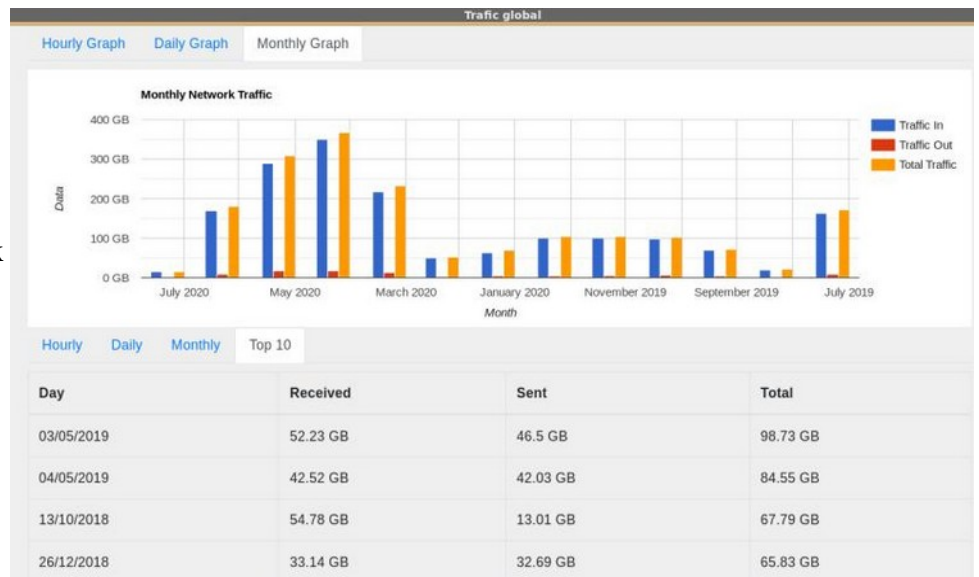 Trafic global
Hourly Graph Daily Graph Monthly Graph
Monthly Network Traffic
400 GB
300 GB
200 GB
100 GB
0 GB
Data
July 2020 May 2020 March 2020 January 2020 November 2019 September 2019 July 2019
Month
Traffic In
Traffic Out
Total Traffic
Hourly Daily Monthly Top 10
Day Received Sent Total
03/05/2019 52.23 GB 46.5 GB 98.73 GB
04/05/2019 42.52 GB 42.03 GB 84.55 GB
13/10/2018 54.78 GB 13.01 GB 67.79 GB
26/12/2018 33.14 GB 32.69 GB 65.83 GB